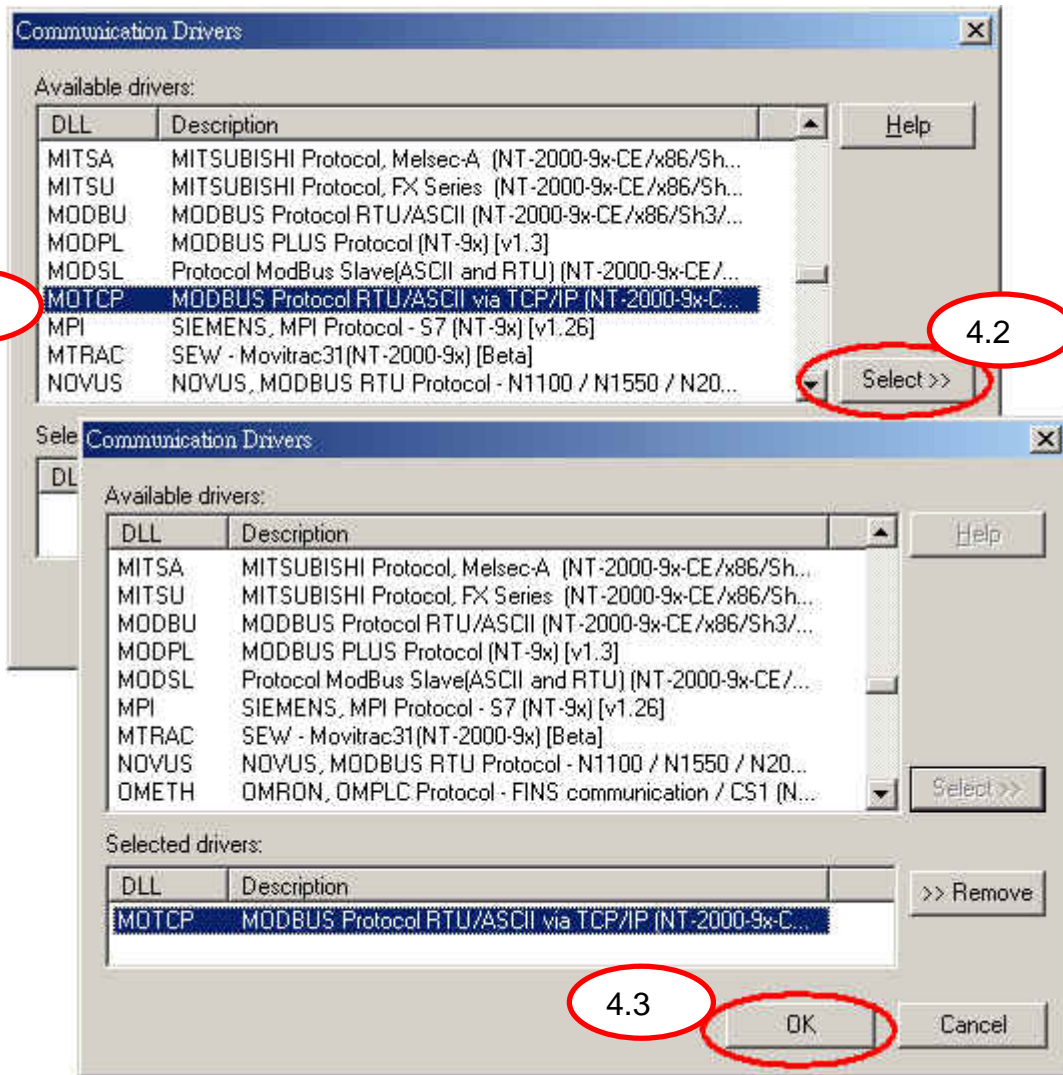 Communication Drivers
Available drivers:
DLL Description
Help
MITSA MITSUBISHI Protocol, Melsec-A (NT-2000-9x-CE/x86/Sh...
MITSU MITSUBISHI Protocol, FX Series (NT-2000-9x-CE/x86/Sh...
MODBU MODBUS Protocol RTU/ASCII (NT-2000-9x-CE/x86/Sh3/...
MODPL MODBUS PLUS Protocol (NT-9x) [v1.3]
MODSL Protocol ModBus Slave(ASCII and RTU) (NT-2000-9x-CE/...
MOTCP MODBUS Protocol RTU/ASCII via TCP/IP (NT-2000-9x-C...
MPI SIEMENS, MPI Protocol - S7 (NT-9x) [v1.26]
4.2
MTRAC SEW - Movitrac31(NT-2000-9x) [Beta]
NOVUS NOVUS, MODBUS RTU Protocol - N1100 / N1550 / N20...
Select >>
Sele
DL
Communication Drivers
Available drivers:
DLL Description
Help
MITSA MITSUBISHI Protocol, Melsec-A (NT-2000-9x-CE/x86/Sh...
MITSU MITSUBISHI Protocol, FX Series (NT-2000-9x-CE/x86/Sh...
MODBU MODBUS Protocol RTU/ASCII (NT-2000-9x-CE/x86/Sh3/...
MODPL MODBUS PLUS Protocol (NT-9x) [v1.3]
MODSL Protocol ModBus Slave(ASCII and RTU) (NT-2000-9x-CE/...
MPI SIEMENS, MPI Protocol - S7 (NT-9x) [v1.26]
MTRAC SEW - Movitrac31(NT-2000-9x) [Beta]
NOVUS NOVUS, MODBUS RTU Protocol - N1100 / N1550 / N20...
OMETH OMRON, OMPLC Protocol - FINS communication / CS1 (N...
Select >>
Selected drivers:
DLL Description
>> Remove
MOTCP MODBUS Protocol RTU/ASCII via TCP/IP (NT-2000-9x-C...
4.3
OK
Cancel